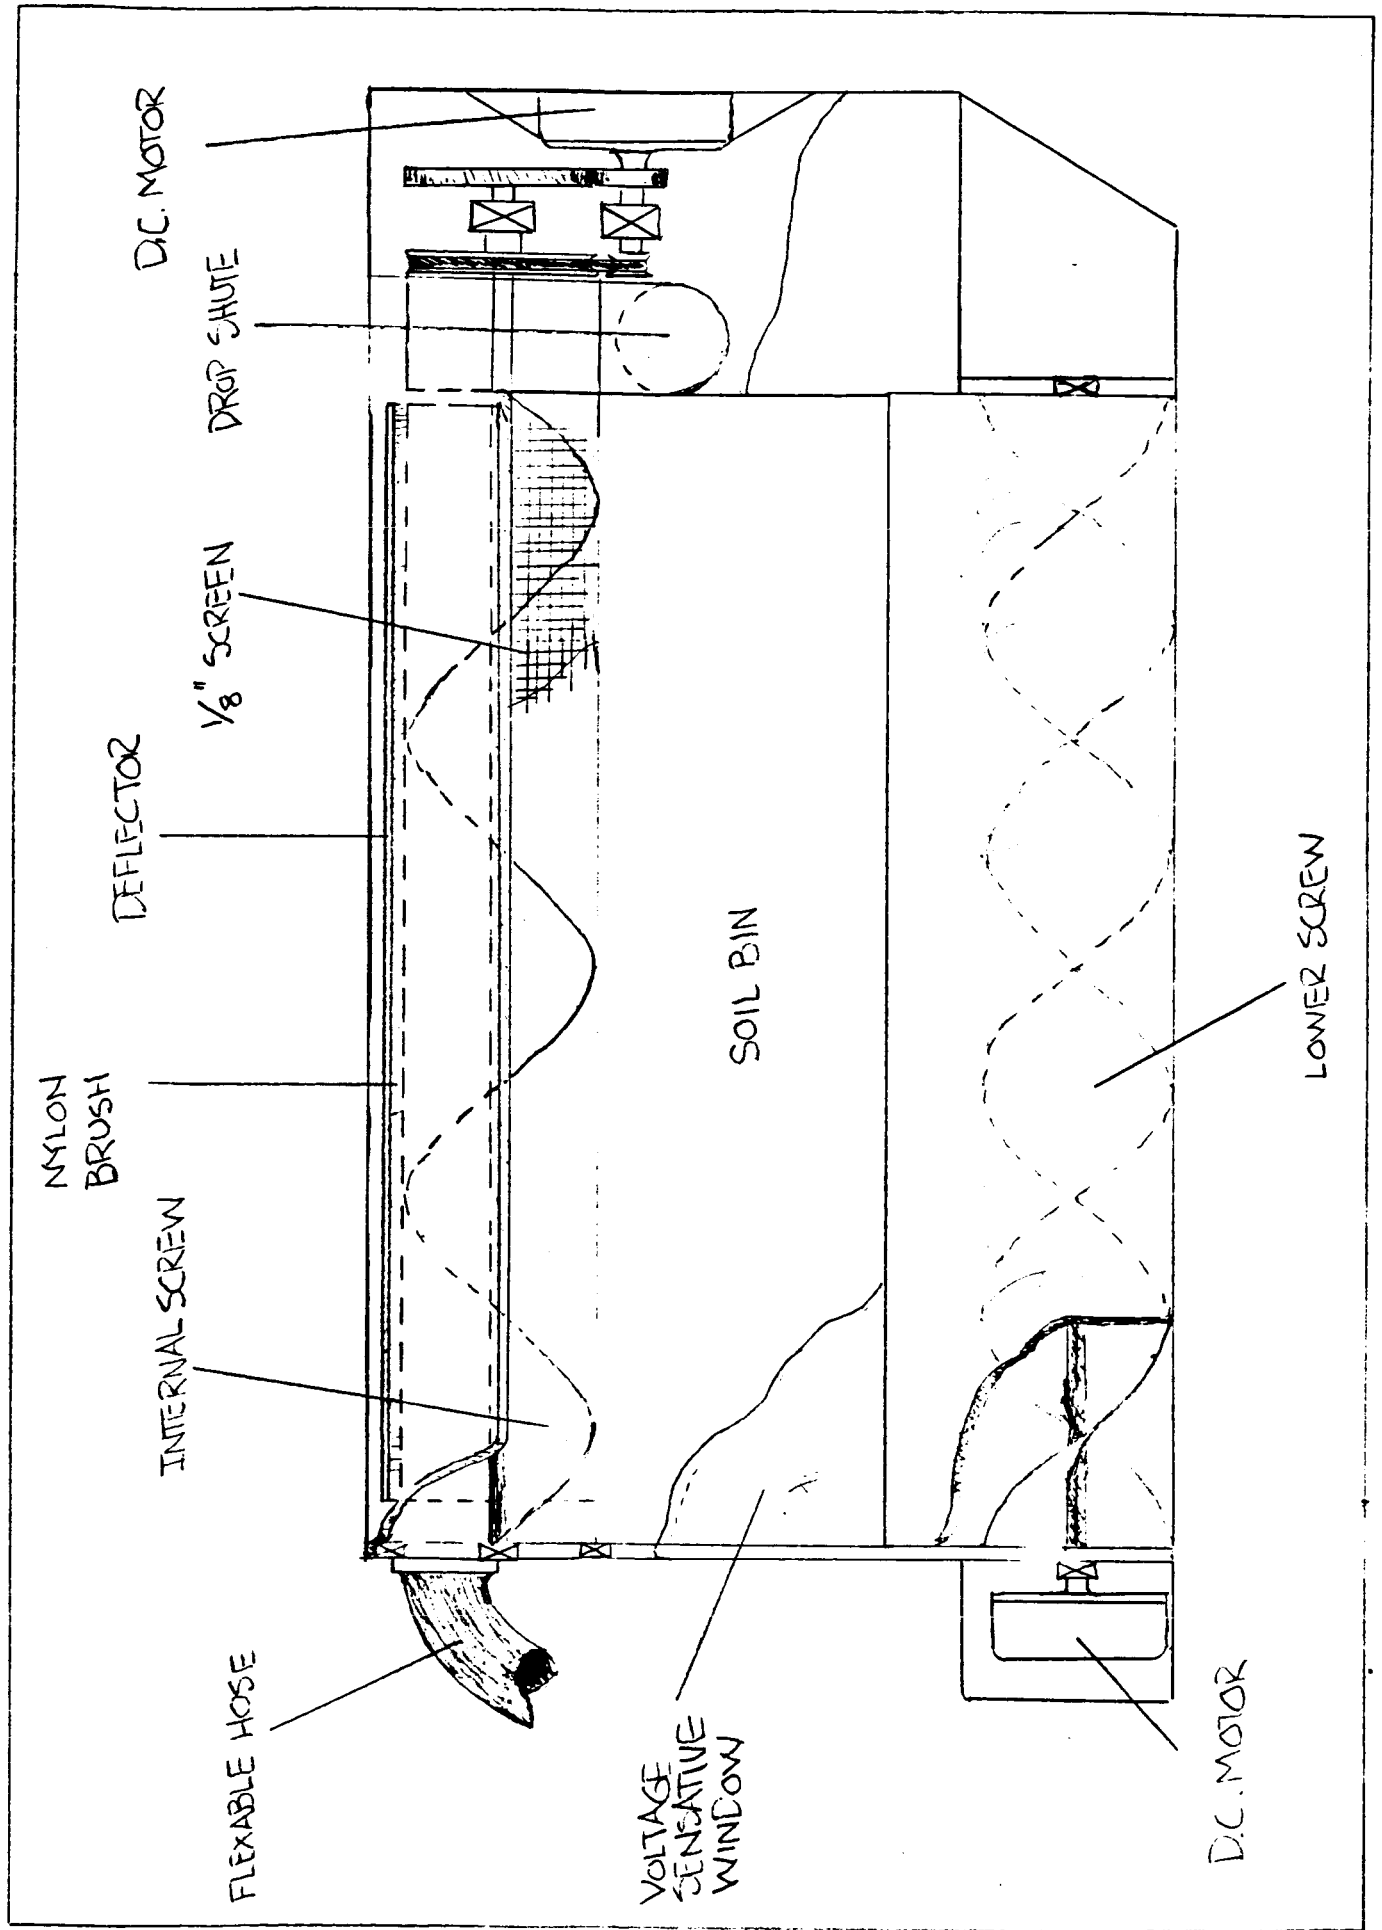 FLEXABLE HOSE
INTERNAL SCREW
NYLON
BRUSH
DEFLECTOR
1/8" SCREEN
DROP SHUTE
D.C. MOTOR
SOIL BIN
VOLTAGE
SENSATIVE
WINDOW
D.C. MOTOR
LOWER SCREW